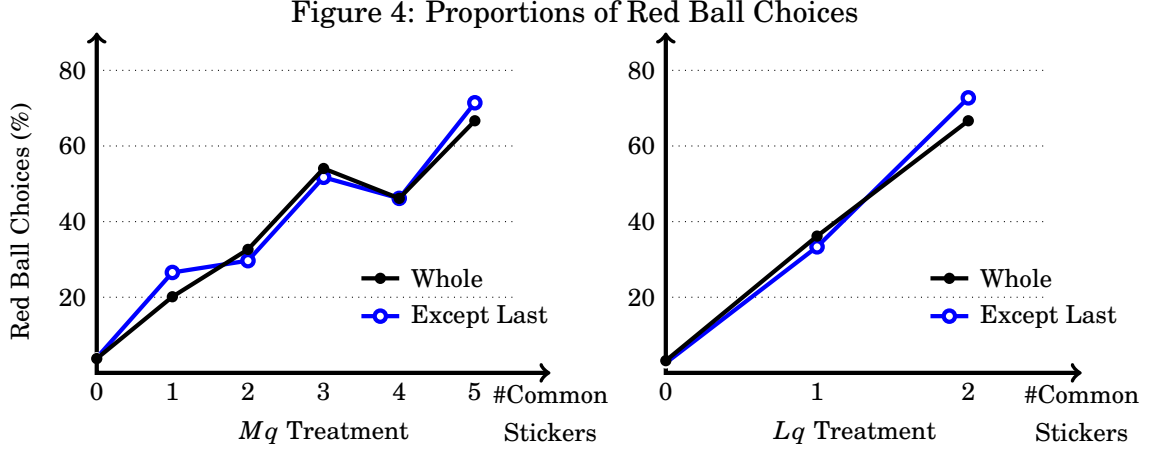 Figure 4: Proportions of Red Ball Choices
Red Ball Choices (%)
80
60
40
20
Whole
Except Last
0 1 2 3 4 5 #Common
Mq Treatment Stickers
80
60
40
20
Whole
Except Last
0 1 2 #Common
Lq Treatment Stickers